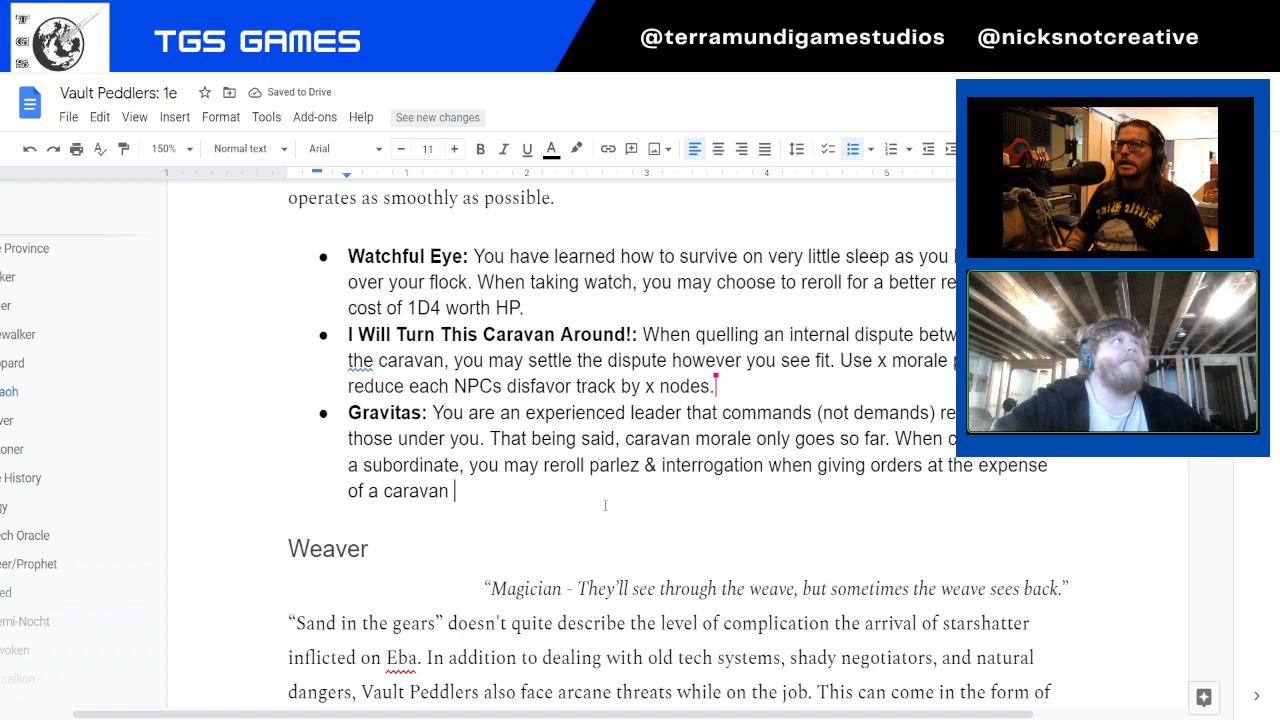 T
G
S
TGS GAMES
@terramundigamestudios @nicksnotcreative
Vault Peddlers: 1e
Saved to Drive
File Edit View Insert Format Tools Add-ons Help
See new changes
150% Normal text Arial 11 B I U A
1 1 2 3 4 5
operates as smoothly as possible.
e Province
ker
er
ewalker
pard
aoh
ver
oner
e History
gy
ech Oracle
eer/Prophet
ed
emi-Nocht
woken
scallion
● Watchful Eye: You have learned how to survive on very little sleep as you
over your flock. When taking watch, you may choose to reroll for a better re
cost of 1D4 worth HP.
● I Will Turn This Caravan Around!: When quelling an internal dispute betw
the caravan, you may settle the dispute however you see fit. Use x morale
reduce each NPCs disfavor track by x nodes.
● Gravitas: You are an experienced leader that commands (not demands) re
those under you. That being said, caravan morale only goes so far. When
a subordinate, you may reroll parlez & interrogation when giving orders at the expense
of a caravan
Weaver
“Magician - They’ll see through the weave, but sometimes the weave sees back.”
“Sand in the gears” doesn't quite describe the level of complication the arrival of starshatter
inflicted on Eba. In addition to dealing with old tech systems, shady negotiators, and natural
dangers, Vault Peddlers also face arcane threats while on the job. This can come in the form of